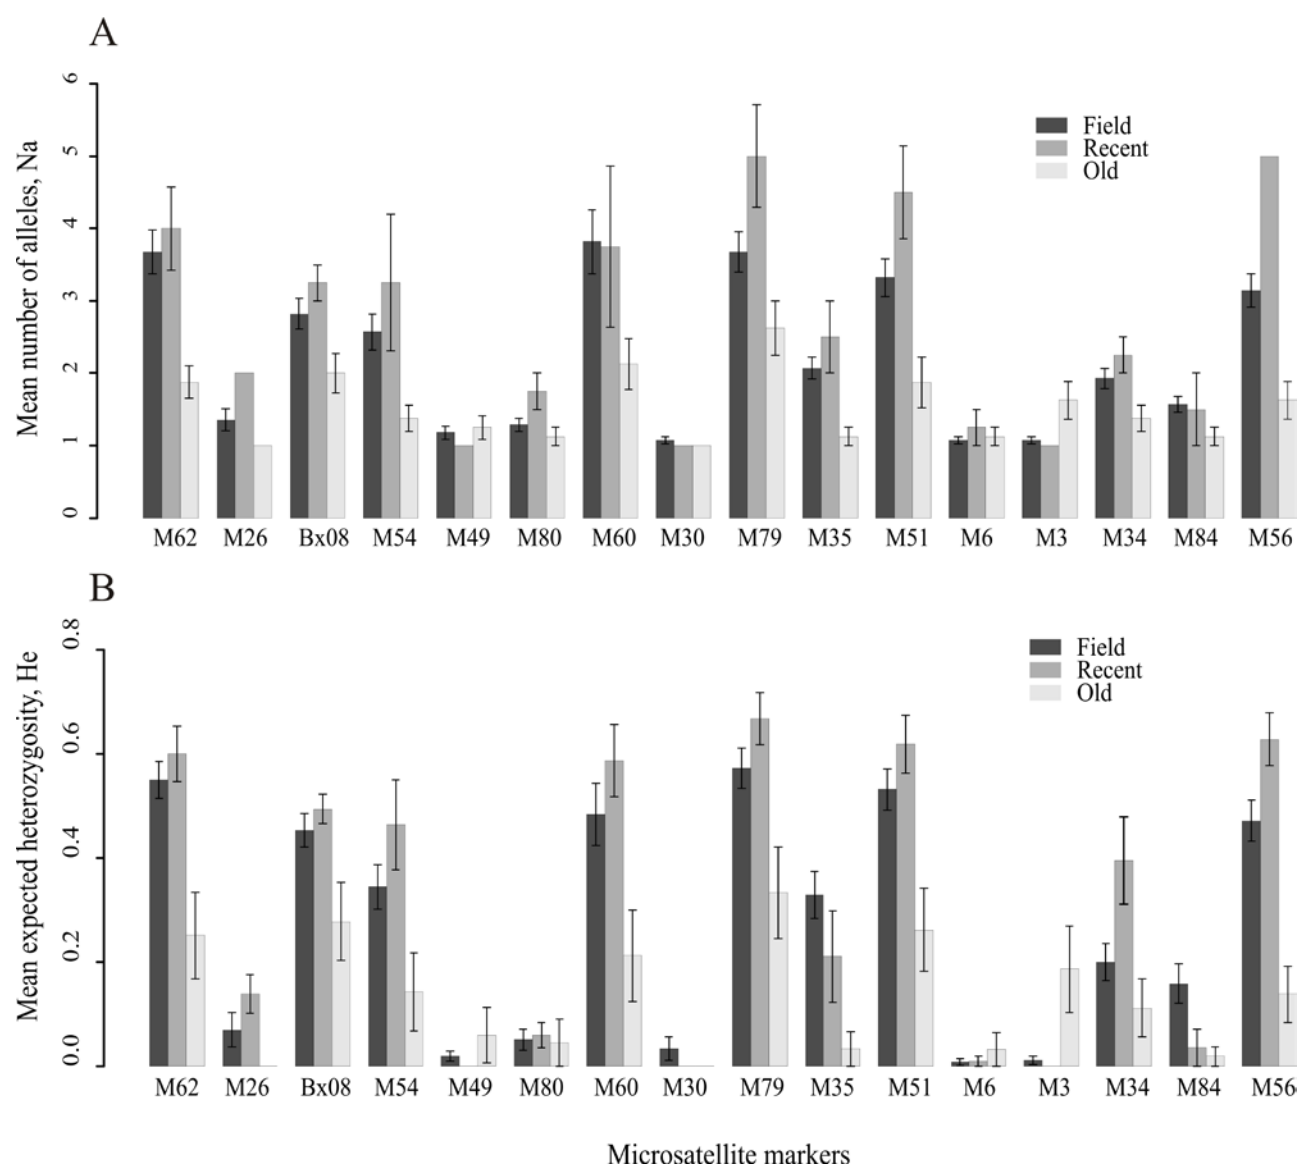 A
Mean number of alleles, Na
6
5
4
3
2
1
0
Field
Recent
Old
M62 M26 Bx08 M54 M49 M80 M60 M30 M79 M35 M51 M6 M3 M34 M84 M56
B
Mean expected heterozygosity, He
0.8
0.6
0.4
0.2
0.0
Field
Recent
Old
M62 M26 Bx08 M54 M49 M80 M60 M30 M79 M35 M51 M6 M3 M34 M84 M56
Microsatellite markers